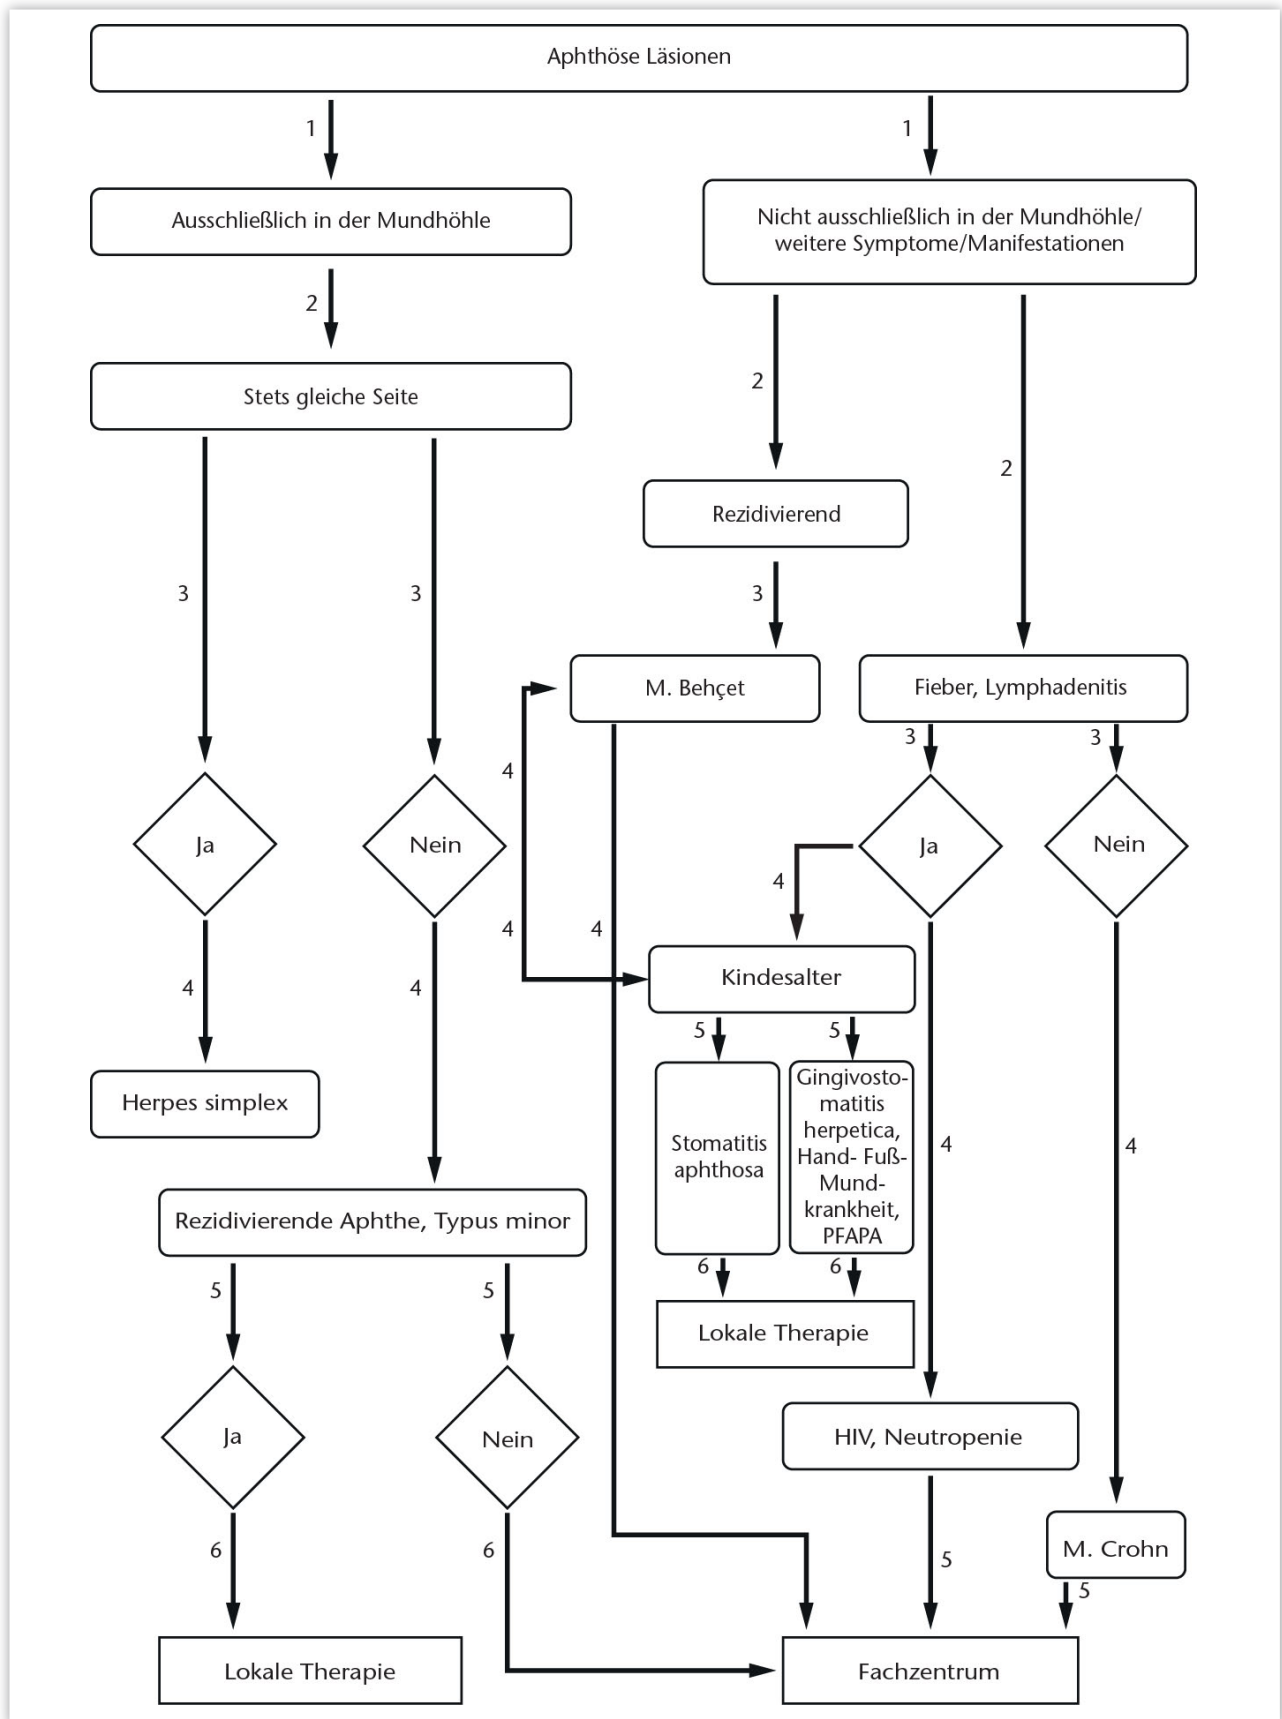 Aphthöse Läsionen
1
1
Ausschließlich in der Mundhöhle
Nicht ausschließlich in der Mundhöhle/
weitere Symptome/Manifestationen
2
2
2
Stets gleiche Seite
Rezidivierend
3
3
3
M. Behçet
Fieber, Lymphadenitis
3
3
4
Ja
Nein
Ja
Nein
4
4
4
4
4
Kindesalter
5
5
Herpes simplex
Stomatitis
aphthosa
Gingivosto-
matitis
herpetica,
Hand- Fuß-
Mund-
krankheit,
PFAPA
4
4
Rezidivierende Aphthe, Typus minor
6
6
5
5
Lokale Therapie
Ja
Nein
HIV, Neutropenie
6
6
5
M. Crohn
5
Lokale Therapie
Fachzentrum